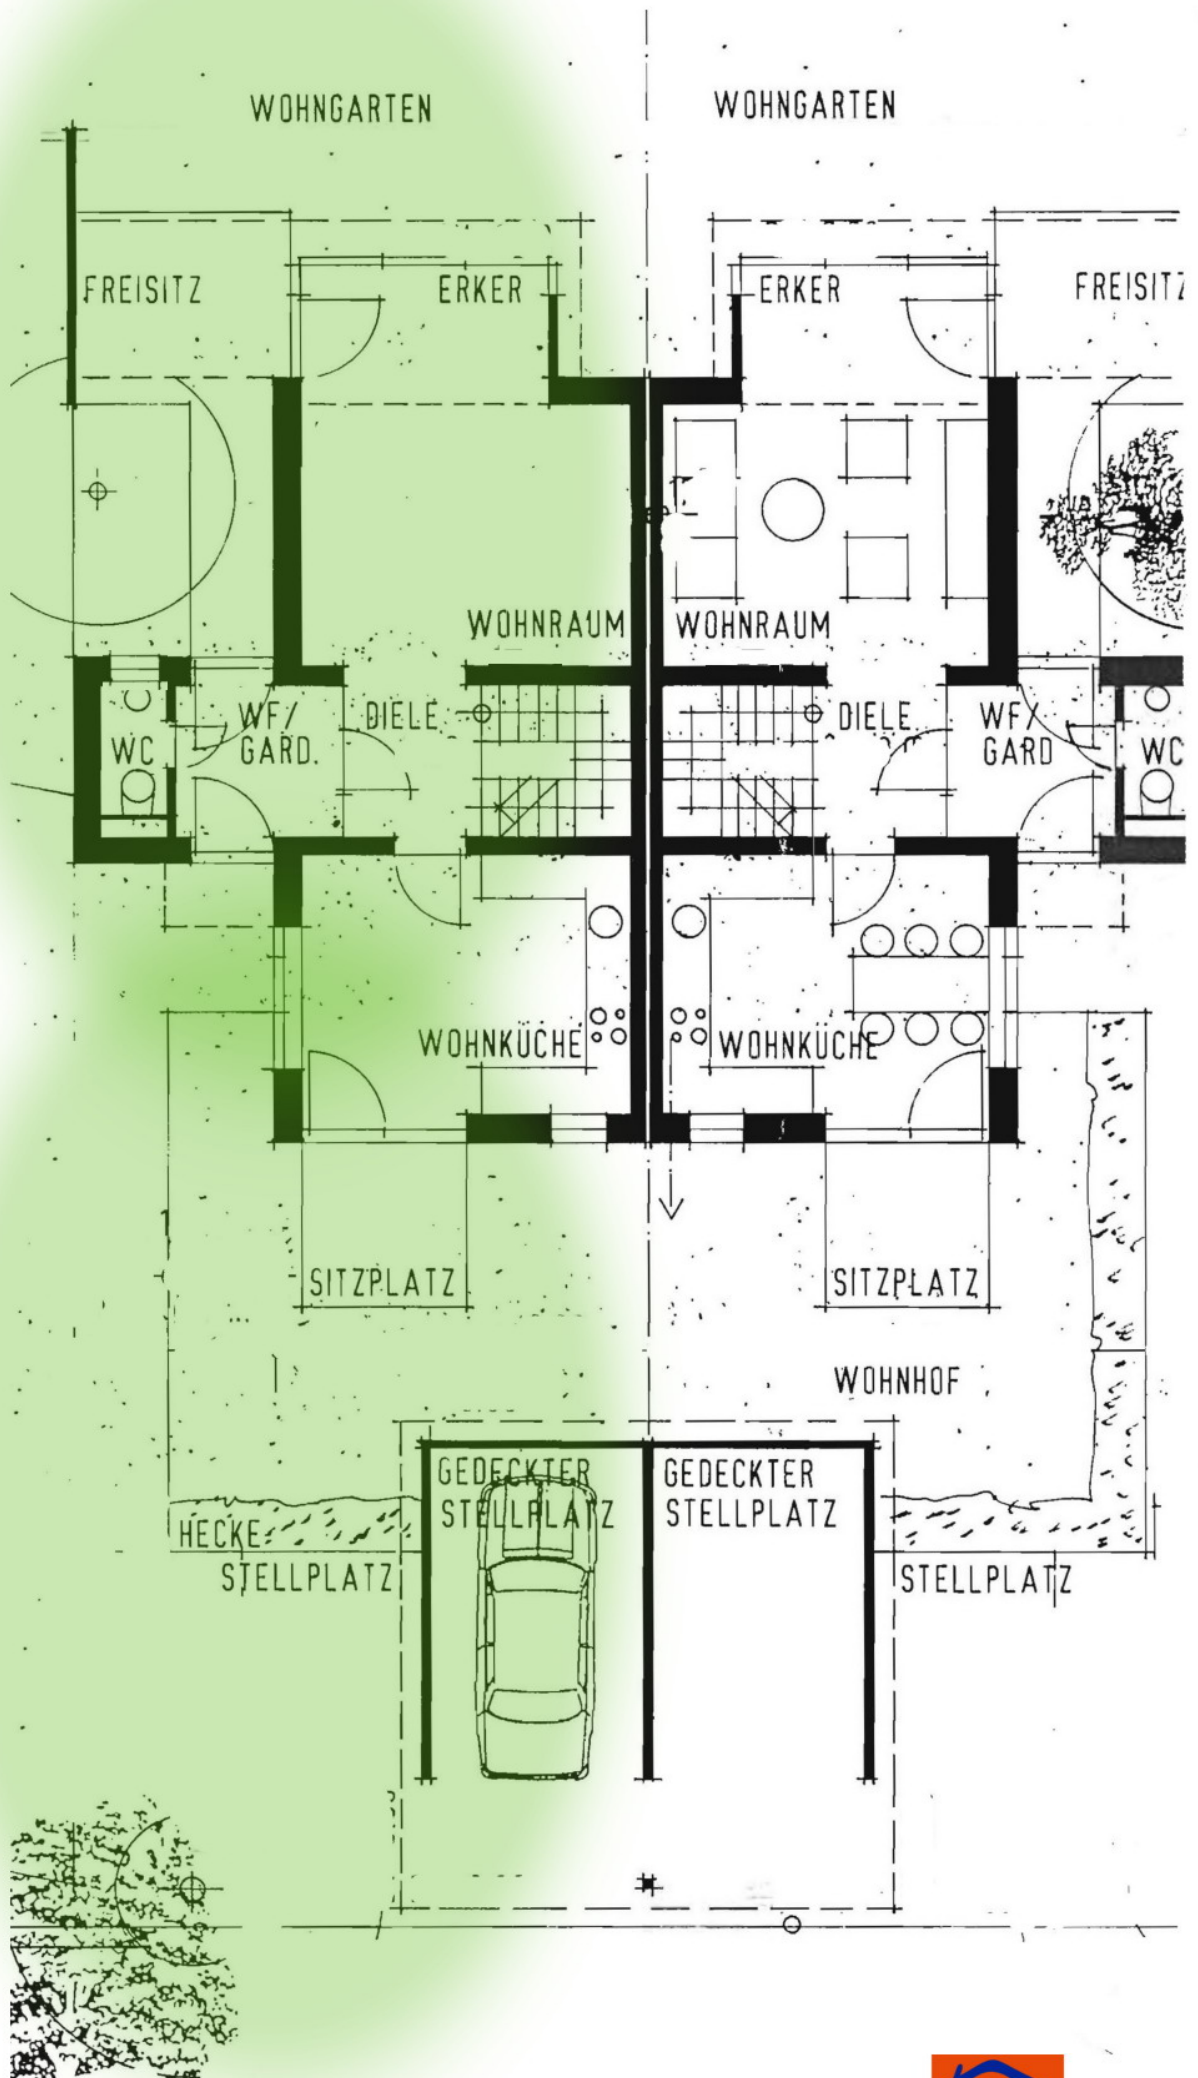 WOHNGARTEN
WOHNGARTEN
FREISITZ
ERKER
ERKER
FREISITZ
WOHNRAUM
WOHNRAUM
WC
WF/
GARD.
DIELE
DIELE
WF/
GARD
WC
WOHNKÜCHE
WOHNKÜCHE
SITZPLATZ
SITZPLATZ
WOHNHOF
GEDECKTER
STELLPLATZ
GEDECKTER
STELLPLATZ
HECKE
STELLPLATZ
STELLPLATZ